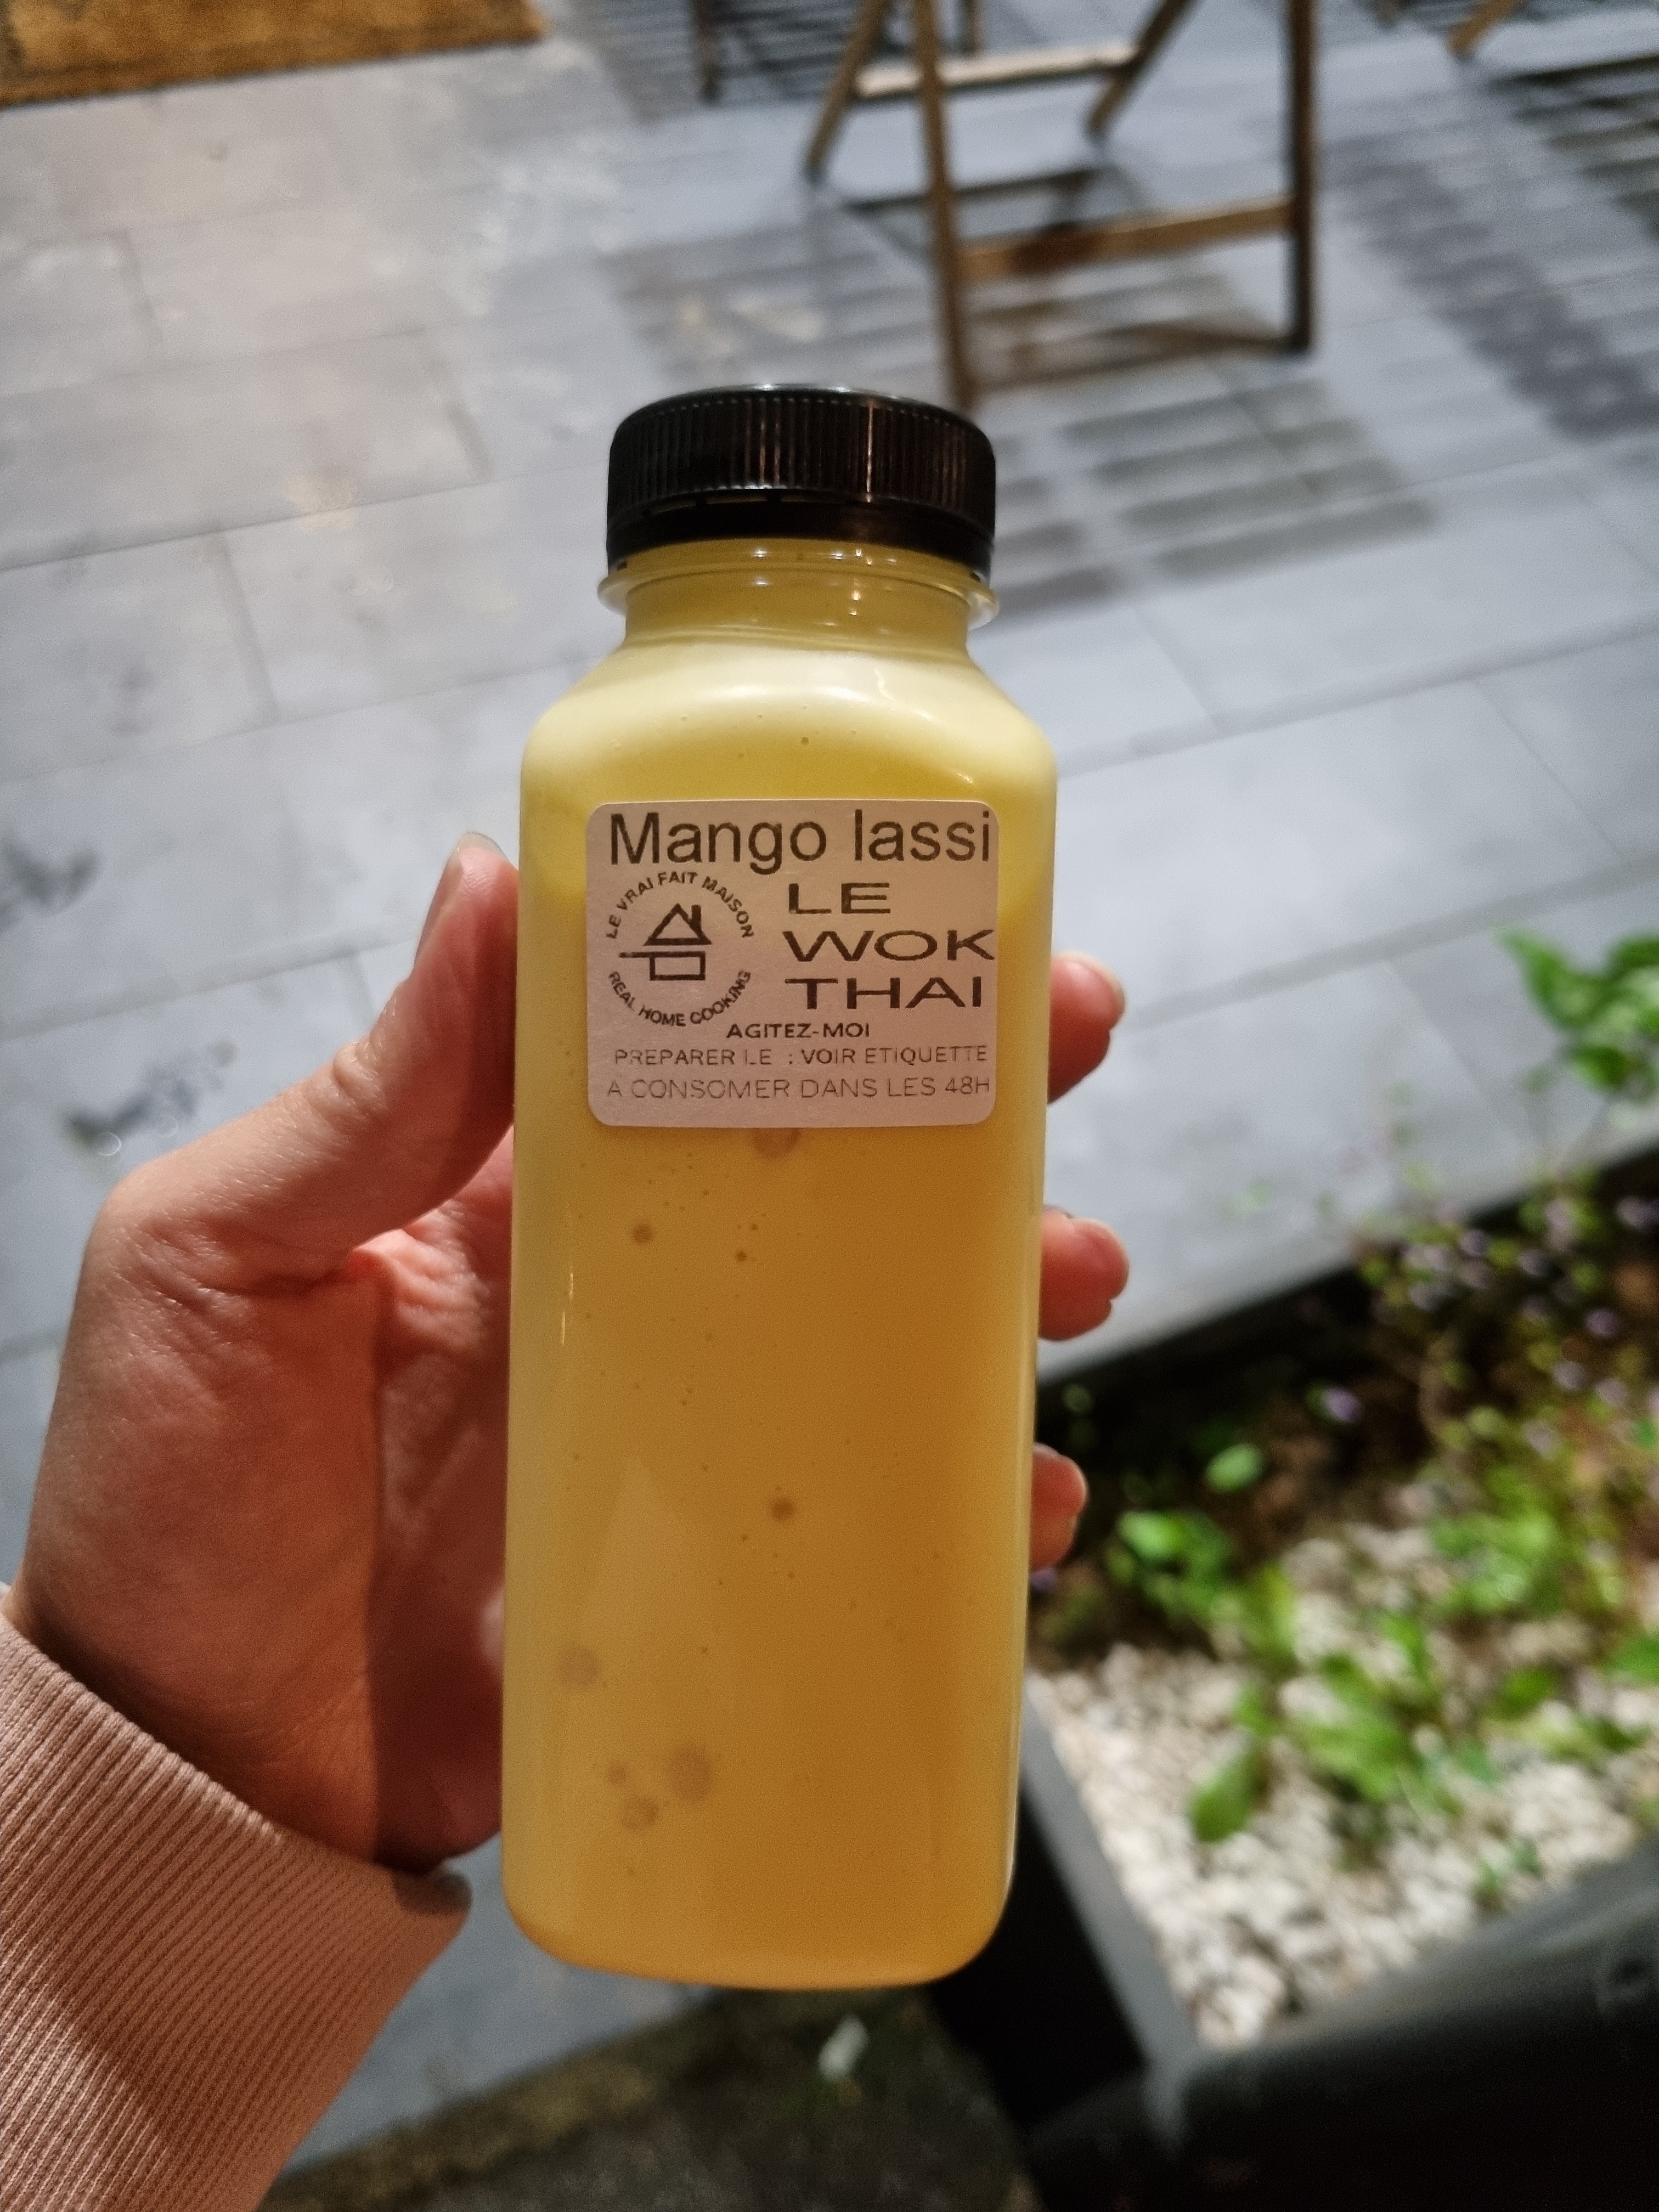 Mango lassi
LE VRAI FAIT MAISON
REAL HOME COOKING
LE
WOK
THAI
AGITEZ-MOI
PREPARER LE : VOIR ETIQUETTE
A CONSOMER DANS LES 48H